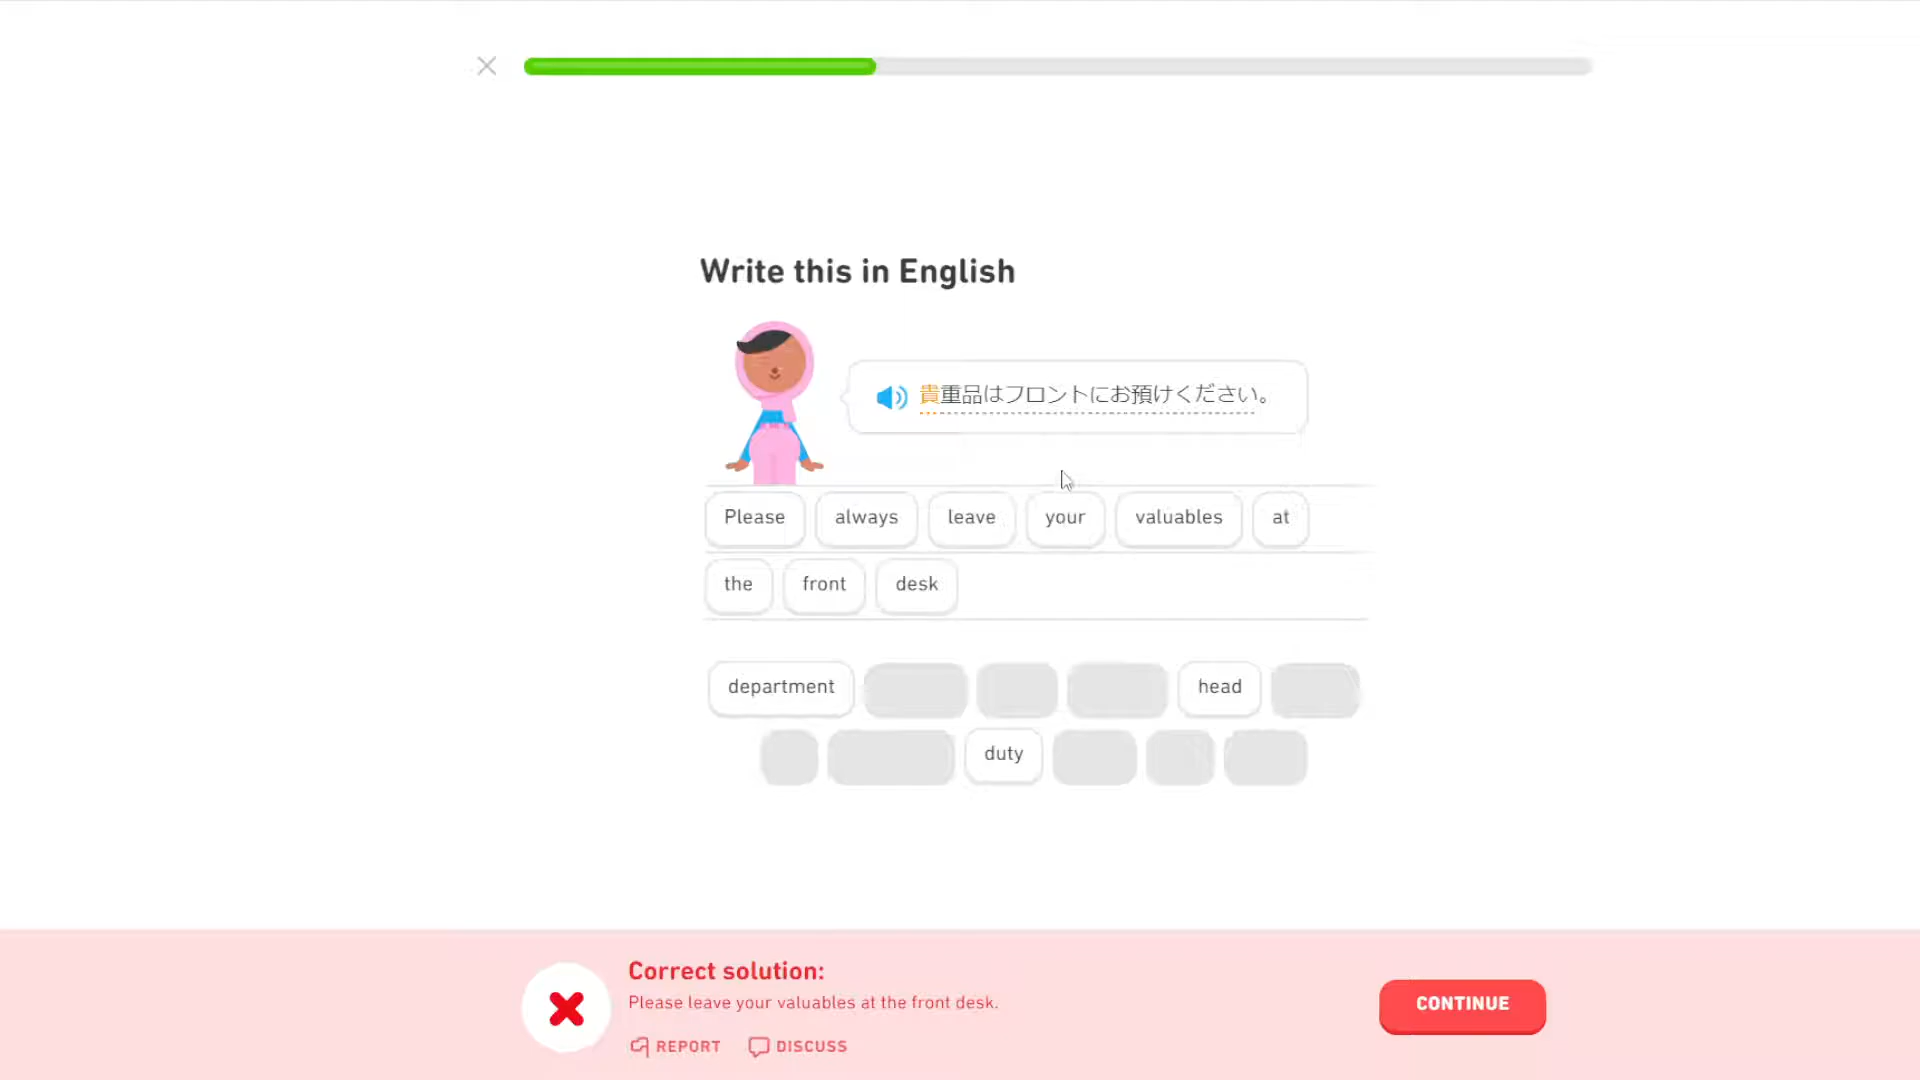 Write this in English
貴重品はフロントにお預けください。
Please always leave your valuables at
the front desk
department head
duty
Correct solution:
Please leave your valuables at the front desk.
REPORT DISCUSS
CONTINUE